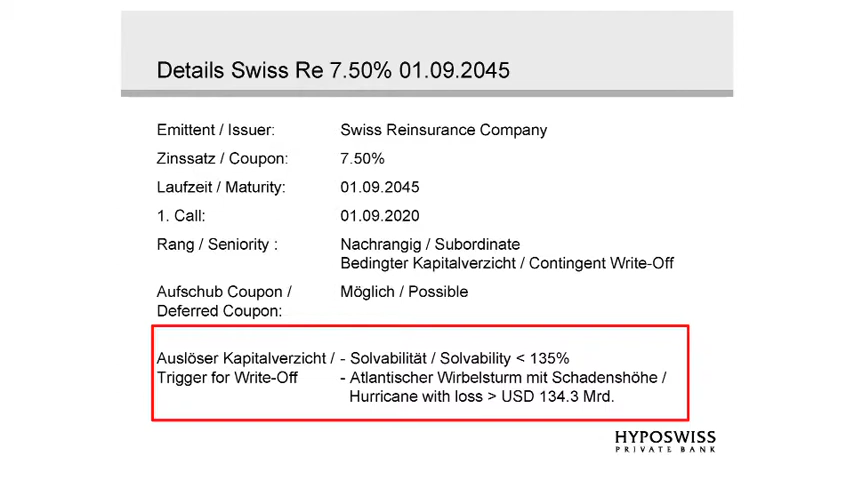 Details Swiss Re 7.50% 01.09.2045
Emittent / Issuer: Swiss Reinsurance Company
Zinssatz / Coupon: 7.50%
Laufzeit / Maturity: 01.09.2045
1. Call: 01.09.2020
Rang / Seniority : Nachrangig / Subordinate
Bedingter Kapitalverzicht / Contingent Write-Off
Aufschub Coupon / Möglich / Possible
Deferred Coupon:
Auslöser Kapitalverzicht / - Solvabilität / Solvability < 135%
Trigger for Write-Off - Atlantischer Wirbelsturm mit Schadenshöhe /
Hurricane with loss > USD 134.3 Mrd.
HYPOSWISS
PRIVATE BANK